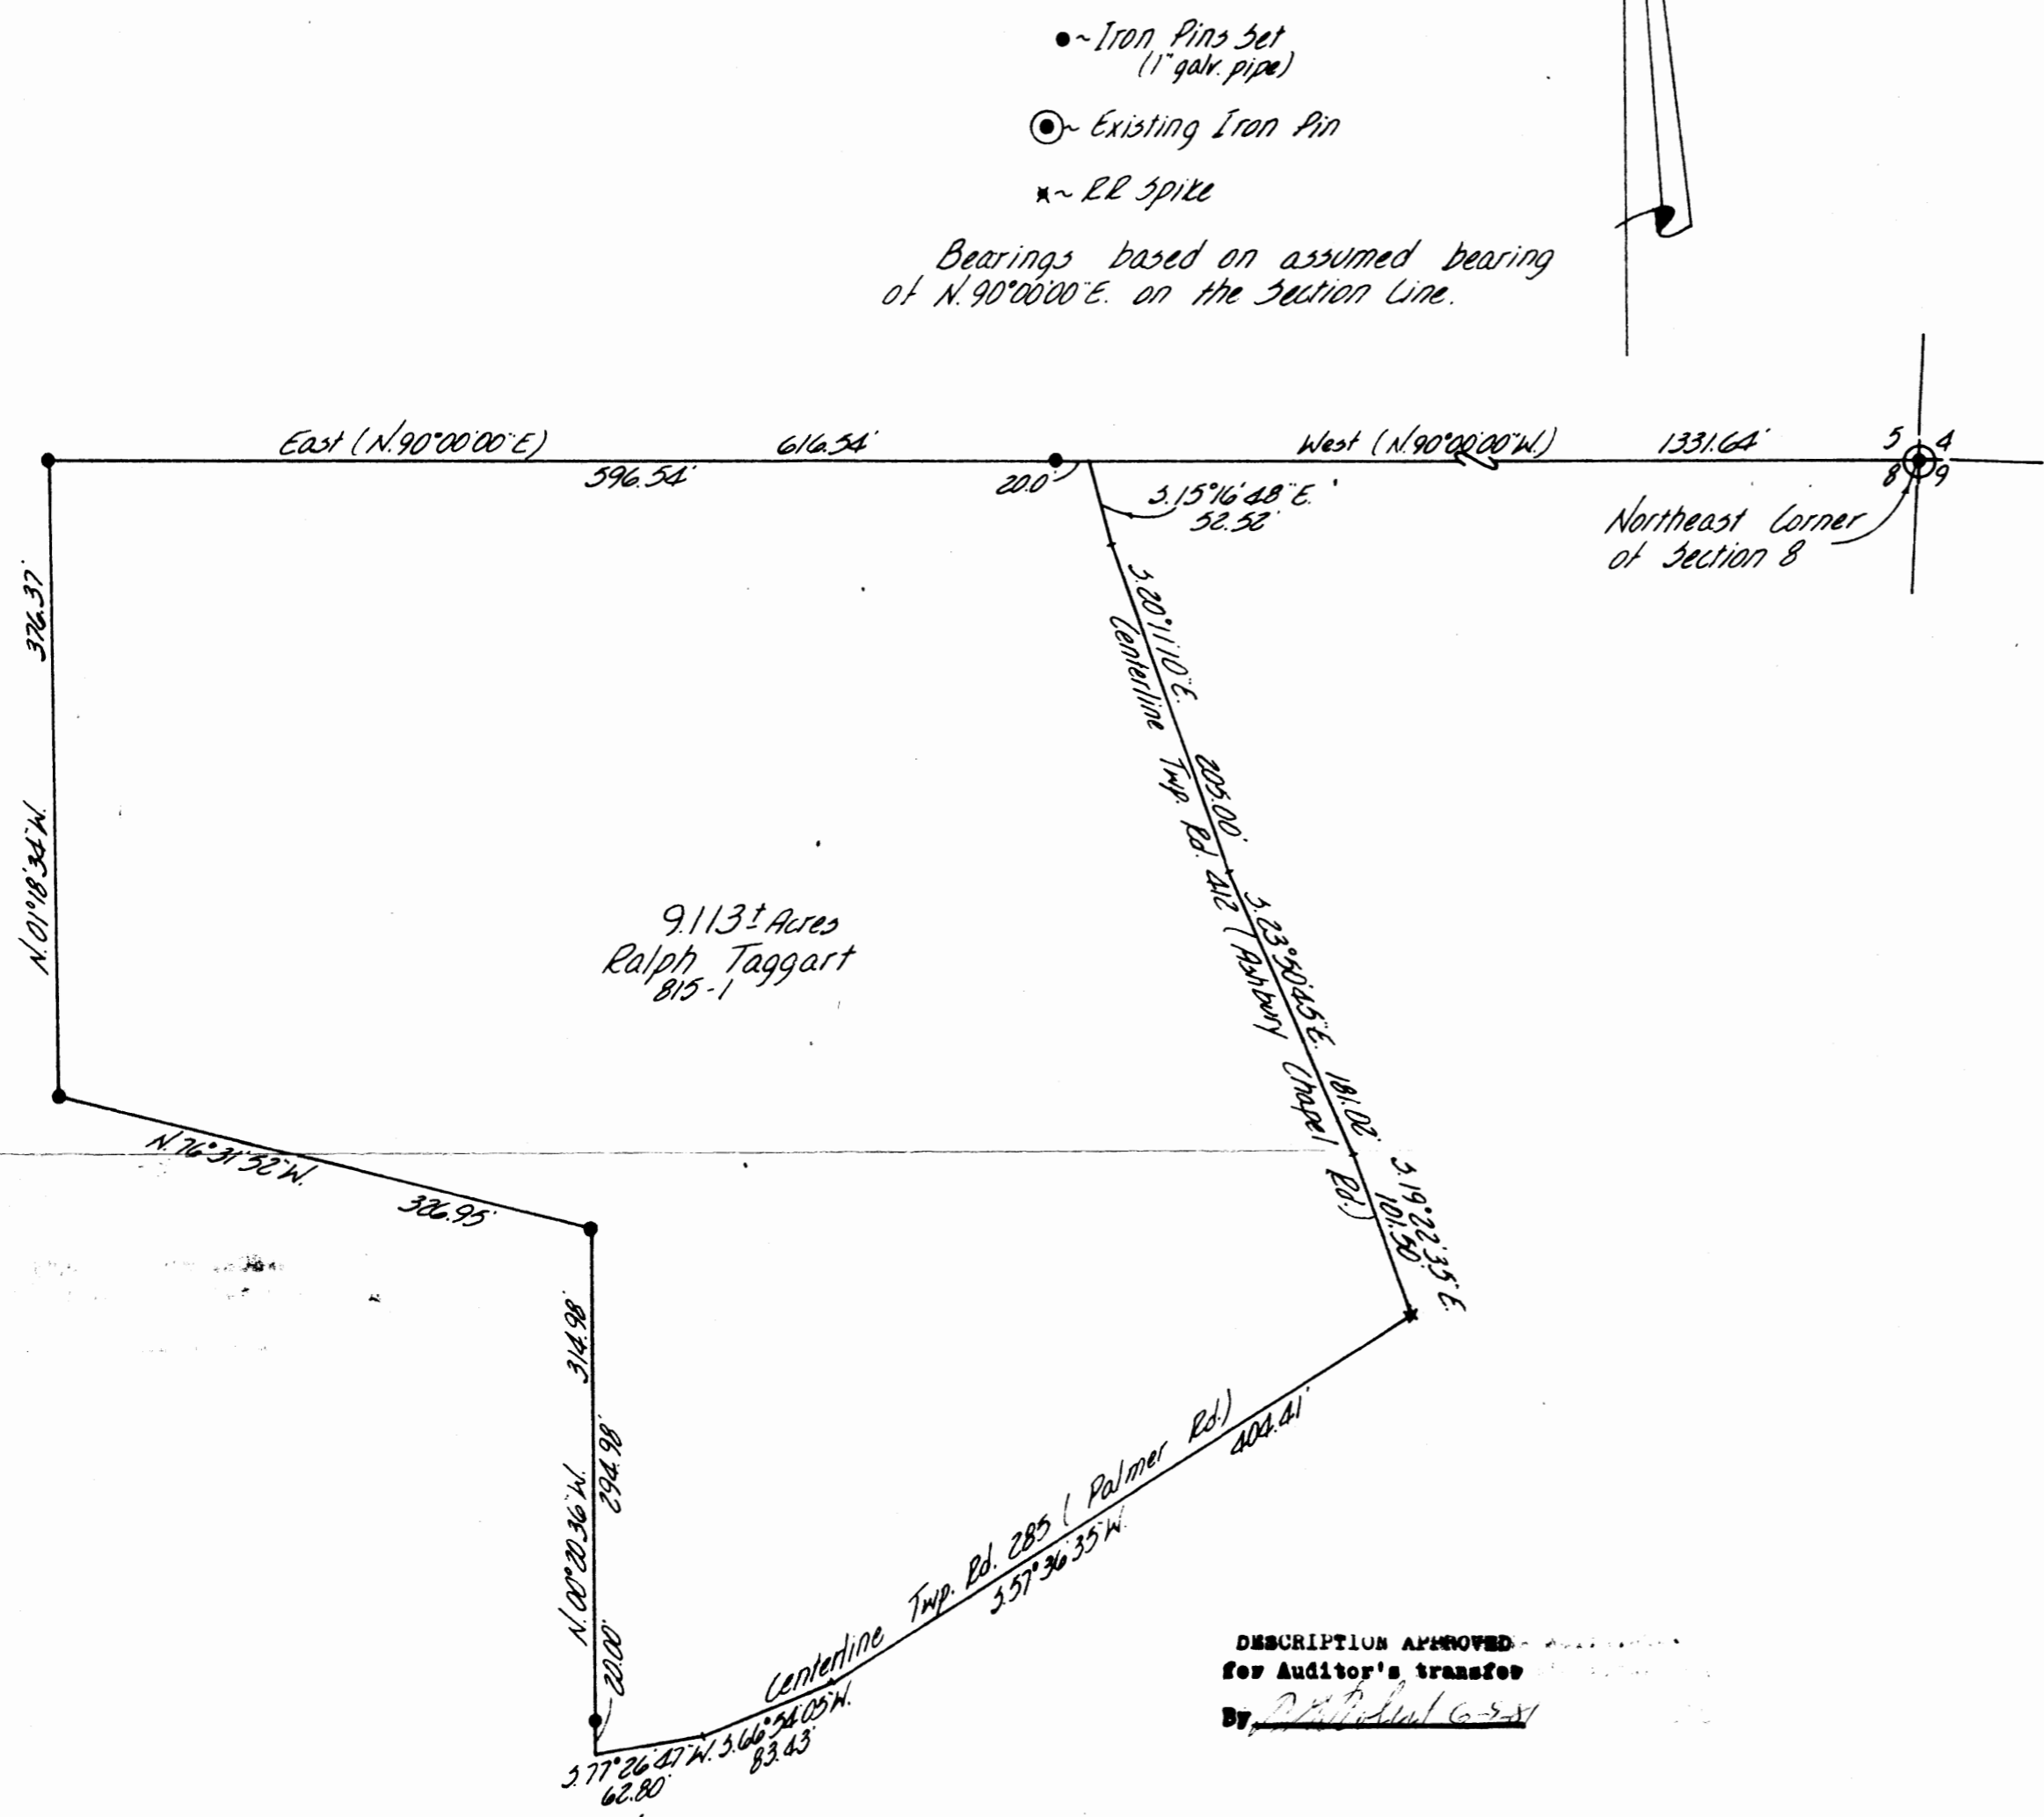 ●~ Iron Pins Set
(1" galv. pipe)
~ Existing Iron Pin
~ RR Spike
Bearings based on assumed bearing
of N.90°00'00"E. on the Section Line.
East (N.90°00'00"E) 616.54'
596.54'
20.0'
West (N.90°00'00"W.) 1331.64'
5 4
8 9
Northeast Corner
of Section 8
S.15°16'48"E.
52.52'
S.20°11'10"E. 205.00'
Centerline Twp. Rd. 412 (Ashbury Chapel Rd.)
S.23°50'45"E. 181.02'
S.19°22'35"E.
101.50'
376.37'
N.01°18'34"W.
9.113± Acres
Ralph Taggart
815-1
N.76°31'52"W.
326.95'
314.98'
N.00°20'36"W.
294.98'
20.00'
Centerline Twp. Rd. 285 (Palmer Rd.)
404.41'
S.57°36'35"W.
S.66°54'05"W.
83.43'
S.77°26'47"W.
62.80'
DESCRIPTION APPROVED
for Auditor's transfer
By 6-5-81